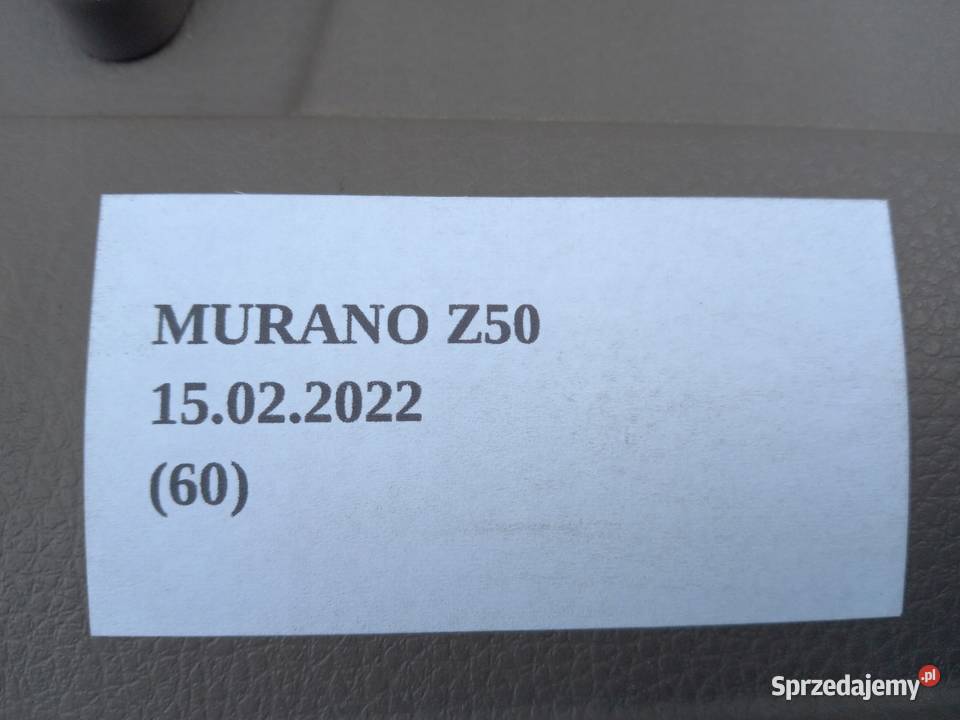 MURANO Z50
15.02.2022
(60)
Sprzedajemy.pl